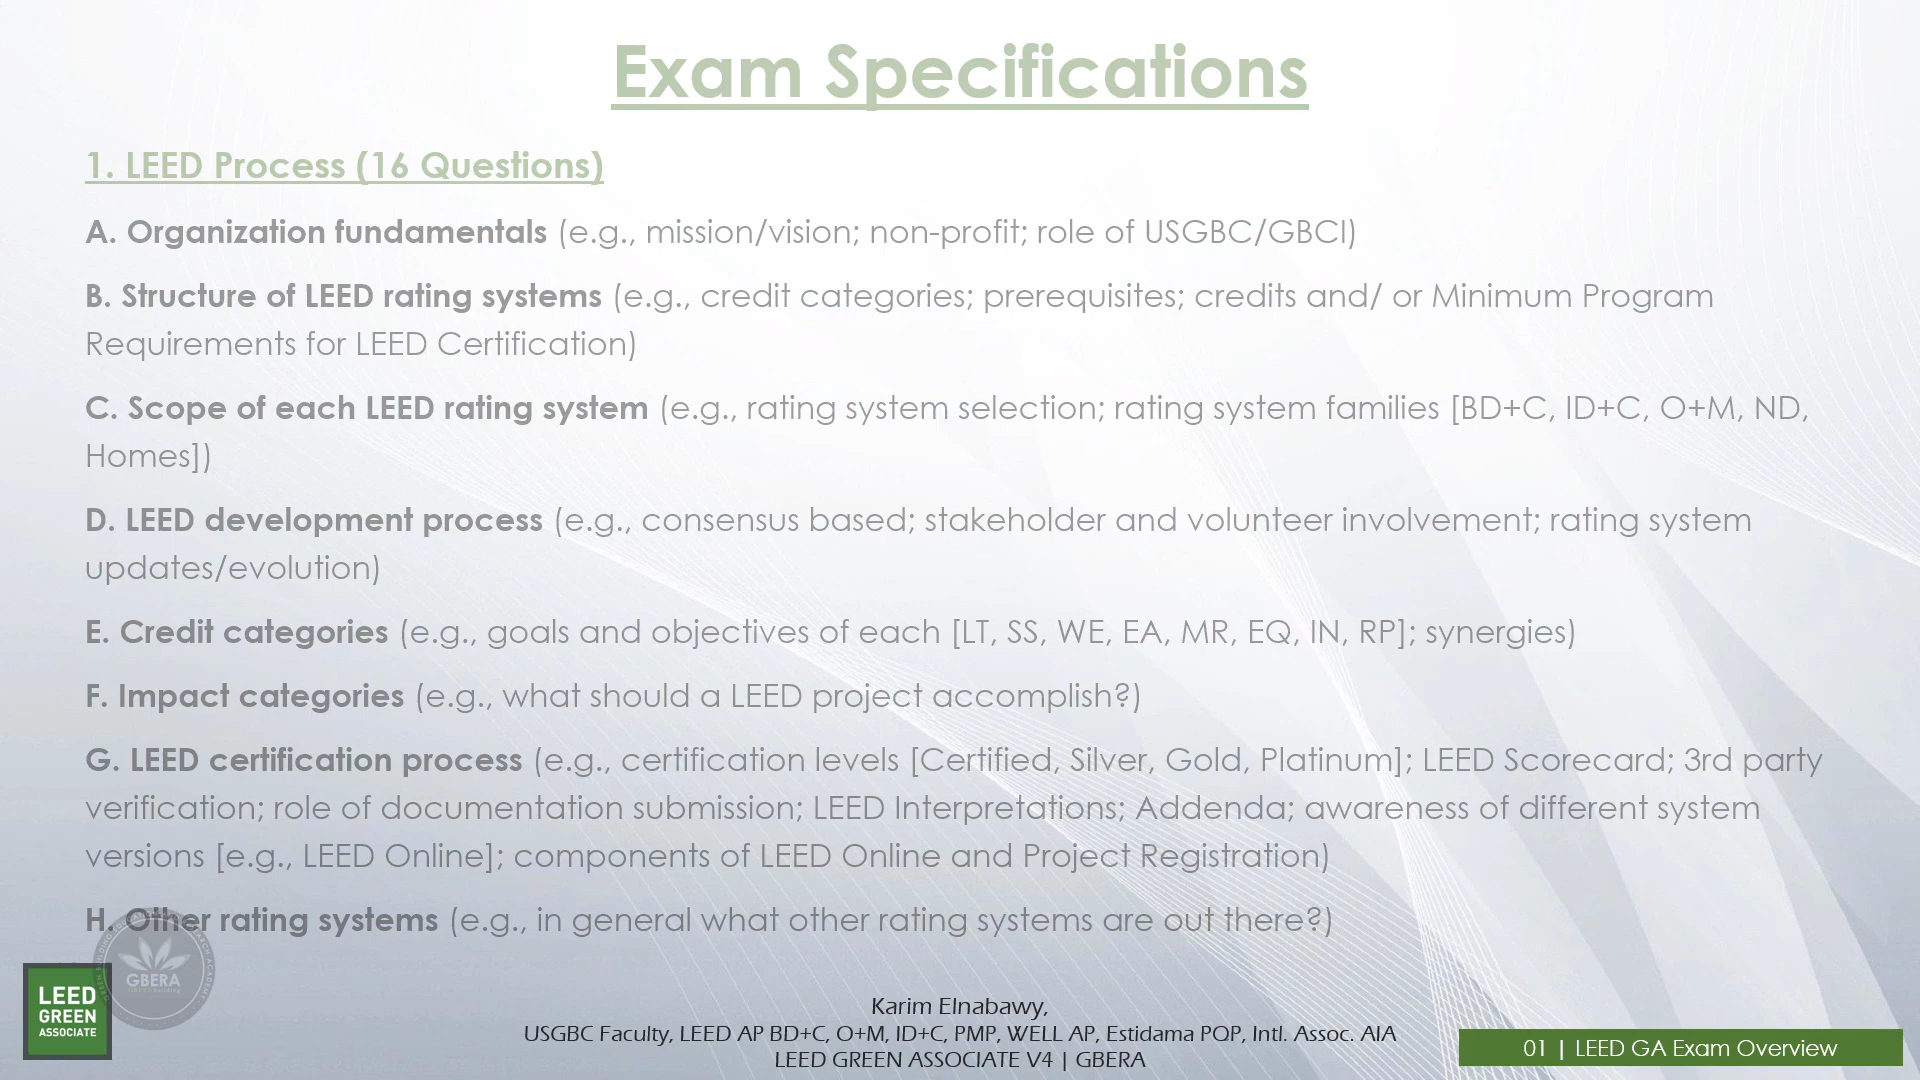 Exam Specifications
1. LEED Process (16 Questions)
A. Organization fundamentals (e.g., mission/vision; non-profit; role of USGBC/GBCI)
B. Structure of LEED rating systems (e.g., credit categories; prerequisites; credits and/ or Minimum Program
Requirements for LEED Certification)
C. Scope of each LEED rating system (e.g., rating system selection; rating system families [BD+C, ID+C, O+M, ND,
Homes])
D. LEED development process (e.g., consensus based; stakeholder and volunteer involvement; rating system
updates/evolution)
E. Credit categories (e.g., goals and objectives of each [LT, SS, WE, EA, MR, EQ, IN, RP]; synergies)
F. Impact categories (e.g., what should a LEED project accomplish?)
G. LEED certification process (e.g., certification levels [Certified, Silver, Gold, Platinum]; LEED Scorecard; 3rd party
verification; role of documentation submission; LEED Interpretations; Addenda; awareness of different system
versions [e.g., LEED Online]; components of LEED Online and Project Registration)
H. Other rating systems (e.g., in general what other rating systems are out there?)
GBERA
LEED
GREEN
ASSOCIATE
Karim Elnabawy,
USGBC Faculty, LEED AP BD+C, O+M, ID+C, PMP, WELL AP, Estidama PQP, Intl. Assoc. AIA
LEED GREEN ASSOCIATE V4 | GBERA
01 | LEED GA Exam Overview